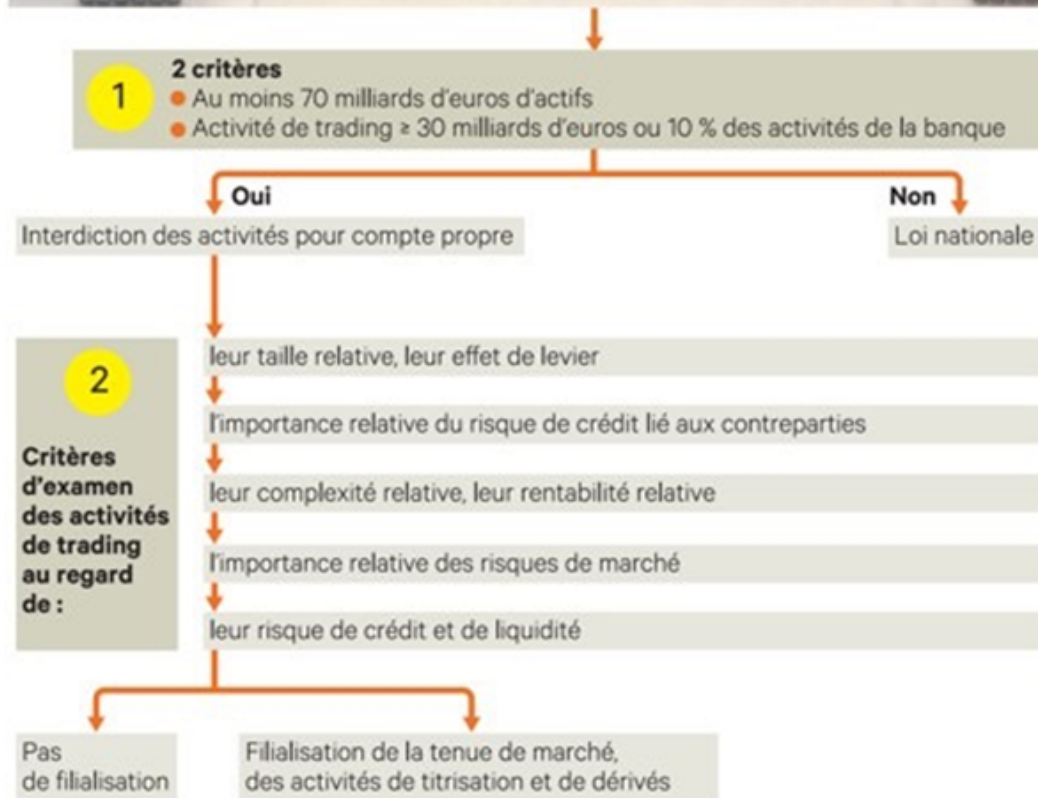 1
2 critères
● Au moins 70 milliards d'euros d'actifs
● Activité de trading ≥ 30 milliards d'euros ou 10 % des activités de la banque
Oui
Non
Interdiction des activités pour compte propre
Loi nationale
2
Critères
d'examen
des activités
de trading
au regard
de :
leur taille relative, leur effet de levier
l'importance relative du risque de crédit lié aux contreparties
leur complexité relative, leur rentabilité relative
l'importance relative des risques de marché
leur risque de crédit et de liquidité
Pas
de filialisation
Filialisation de la tenue de marché,
des activités de titrisation et de dérivés